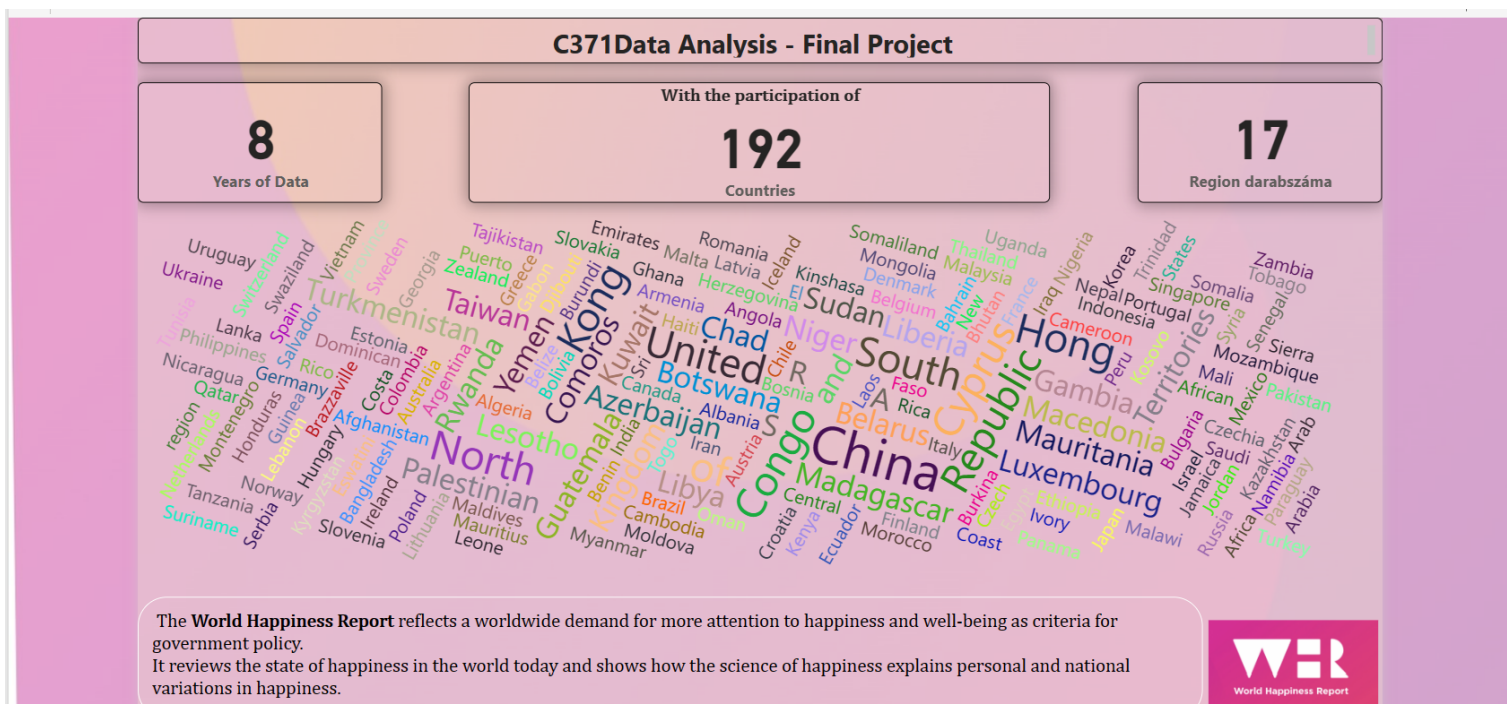 C371Data Analysis - Final Project
8
Years of Data
With the participation of
192
Countries
17
Region darabszáma
Uruguay
Ukraine
Switzerland
Swaziland
Vietnam
Sweden
Georgia
Tajikistan
Puerto
Zealand
Greece
Gabon
Djibouti
Slovakia
Burundi
Emirates
Ghana
Malta
Romania
Latvia
Iceland
Herzegovina
Armenia
Kinshasa
El
Somaliland
Mongolia
Denmark
Belgium
Thailand
Malaysia
Uganda
Bahrain
New
Bhutan
France
Iraq
Nigeria
Korea
Nepal
Portugal
Indonesia
Trinidad
States
Singapore
Somalia
Zambia
Tobago
Senegal
Syria
Tunisia
Lanka
Spain
Salvador
Philippines
Turkmenistan
Taiwan
Yemen
Kong
Comoros
Kuwait
Haiti
Chad
Angola
Chile
Niger
Sudan
Liberia
South
Cyprus
Hong
Cameroon
Peru
Kosovo
Territories
Mozambique
Sierra
Nicaragua
Qatar
Rico
Dominican
Estonia
Germany
Costa
Colombia
Australia
Argentina
Rwanda
Belize
Bolivia
United
Sri
Canada
Botswana
R
Bosnia
and
Laos
Faso
A
Rica
Republic
Gambia
Mali
African
Mexico
Pakistan
region
Netherlands
Montenegro
Honduras
Guinea
Lebanon
Brazzaville
Hungary
Afghanistan
Algeria
Lesotho
Azerbaijan
Albania
S
Iran
Belarus
Italy
Macedonia
Mauritania
Bulgaria
Czechia
Saudi
Arab
Tanzania
Norway
Kyrgyzstan
Bangladesh
North
Palestinian
Guatemala
Benin
India
Kingdom
Togo
of
Austria
Congo
China
Luxembourg
Israel
Jamaica
Jordan
Kazakhstan
Namibia
Paraguay
Suriname
Serbia
Slovenia
Ireland
Poland
Lithuania
Maldives
Mauritius
Leone
Myanmar
Libya
Brazil
Cambodia
Moldova
Oman
Madagascar
Central
Croatia
Kenya
Ecuador
Finland
Morocco
Burkina
Czech
Coast
Egypt
Ethiopia
Ivory
Panama
Japan
Malawi
Russia
Africa
Arabia
Turkey
The World Happiness Report reflects a worldwide demand for more attention to happiness and well-being as criteria for
government policy.
It reviews the state of happiness in the world today and shows how the science of happiness explains personal and national
variations in happiness.
WHR
World Happiness Report